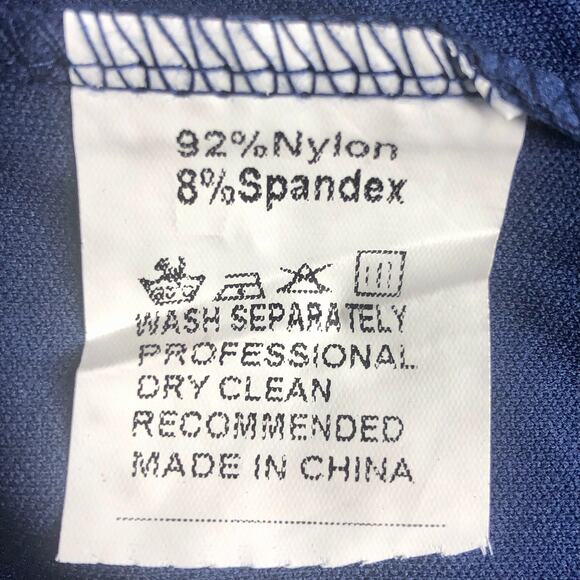 92%Nylon
8%Spandex
WASH SEPARATELY
PROFESSIONAL
DRY CLEAN
RECOMMENDED
MADE IN CHINA